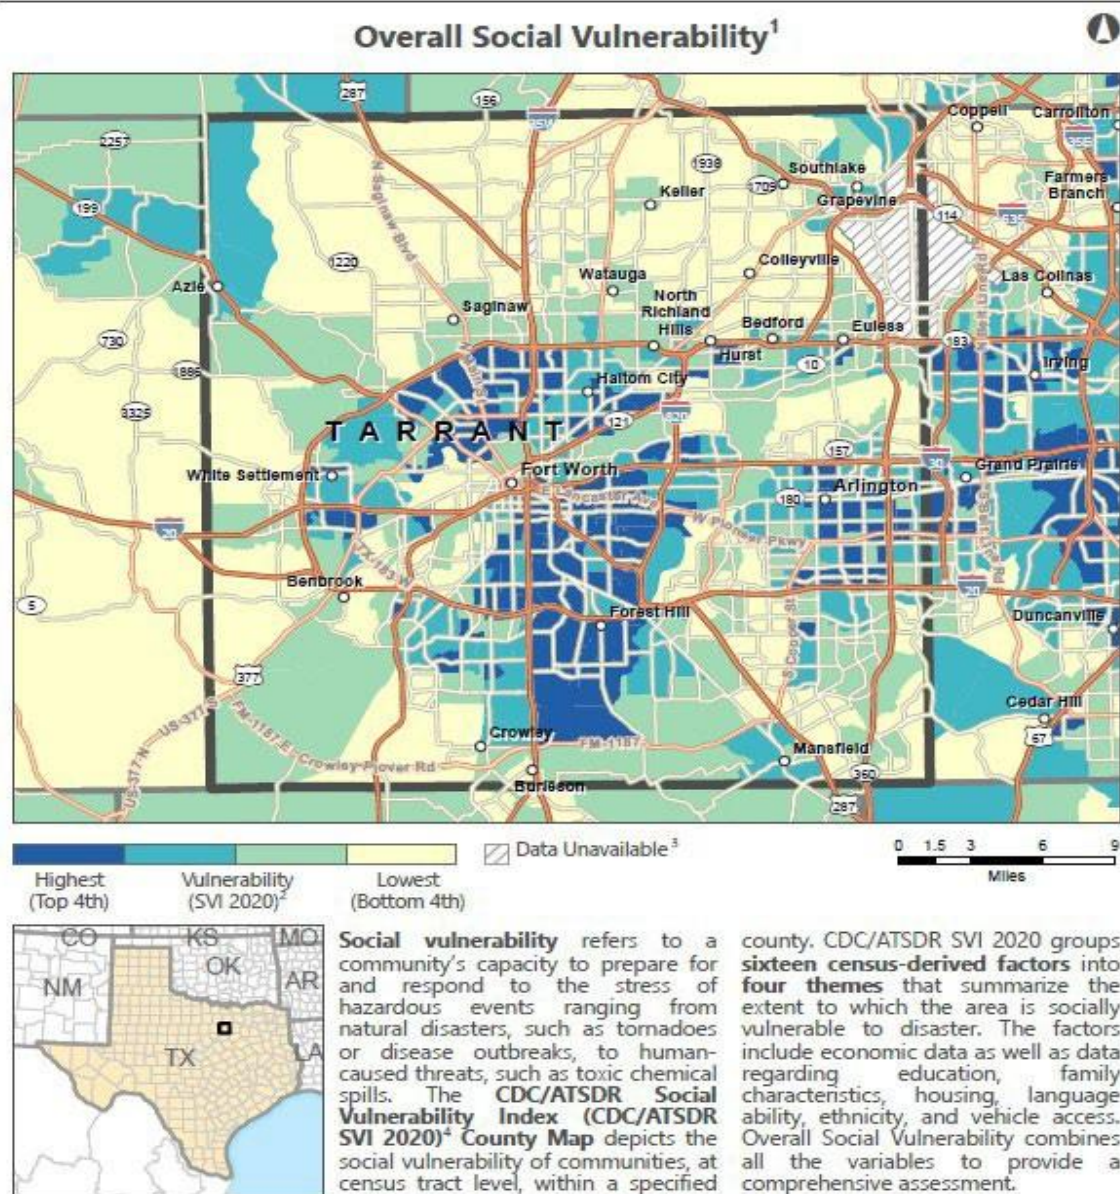 Overall Social Vulnerability¹
287
156
35W
Coppell
Carrollton
35E
2257
1938
Southlake
Farmers
Branch
199
N Saginaw Blvd
Keller
1709
Grapevine
114
635
1220
Colleyville
Las Colinas
Azle
Watauga
Saginaw
North
Richland
Hills
Bedford
Euless
183
730
Hurst
10
Irving
1886
Haltom City
820
3325
121
TARRANT
157
White Settlement
Fort Worth
30
Grand Prairie
180
Arlington
W Pioneer Pkwy
20
Benbrook
20
5
Forest Hill
Duncanville
377
Cedar Hill
US-377 S
FM-1187 E
Crowley
FM-1187
67
US-377 N
Crowley-Plover Rd
Mansfield
360
Burleson
287
Data Unavailable³
0 1.5 3 6 9
Miles
Highest
(Top 4th)
Vulnerability
(SVI 2020)²
Lowest
(Bottom 4th)
CO
KS
MO
NM
OK
AR
TX
LA
Social vulnerability refers to a
community's capacity to prepare for
and respond to the stress of
hazardous events ranging from
natural disasters, such as tornadoes
or disease outbreaks, to human-
caused threats, such as toxic chemical
spills. The CDC/ATSDR Social
Vulnerability Index (CDC/ATSDR
SVI 2020)⁴ County Map depicts the
social vulnerability of communities, at
census tract level, within a specified
county. CDC/ATSDR SVI 2020 groups
sixteen census-derived factors into
four themes that summarize the
extent to which the area is socially
vulnerable to disaster. The factors
include economic data as well as data
regarding education, family
characteristics, housing, language
ability, ethnicity, and vehicle access.
Overall Social Vulnerability combines
all the variables to provide a
comprehensive assessment.